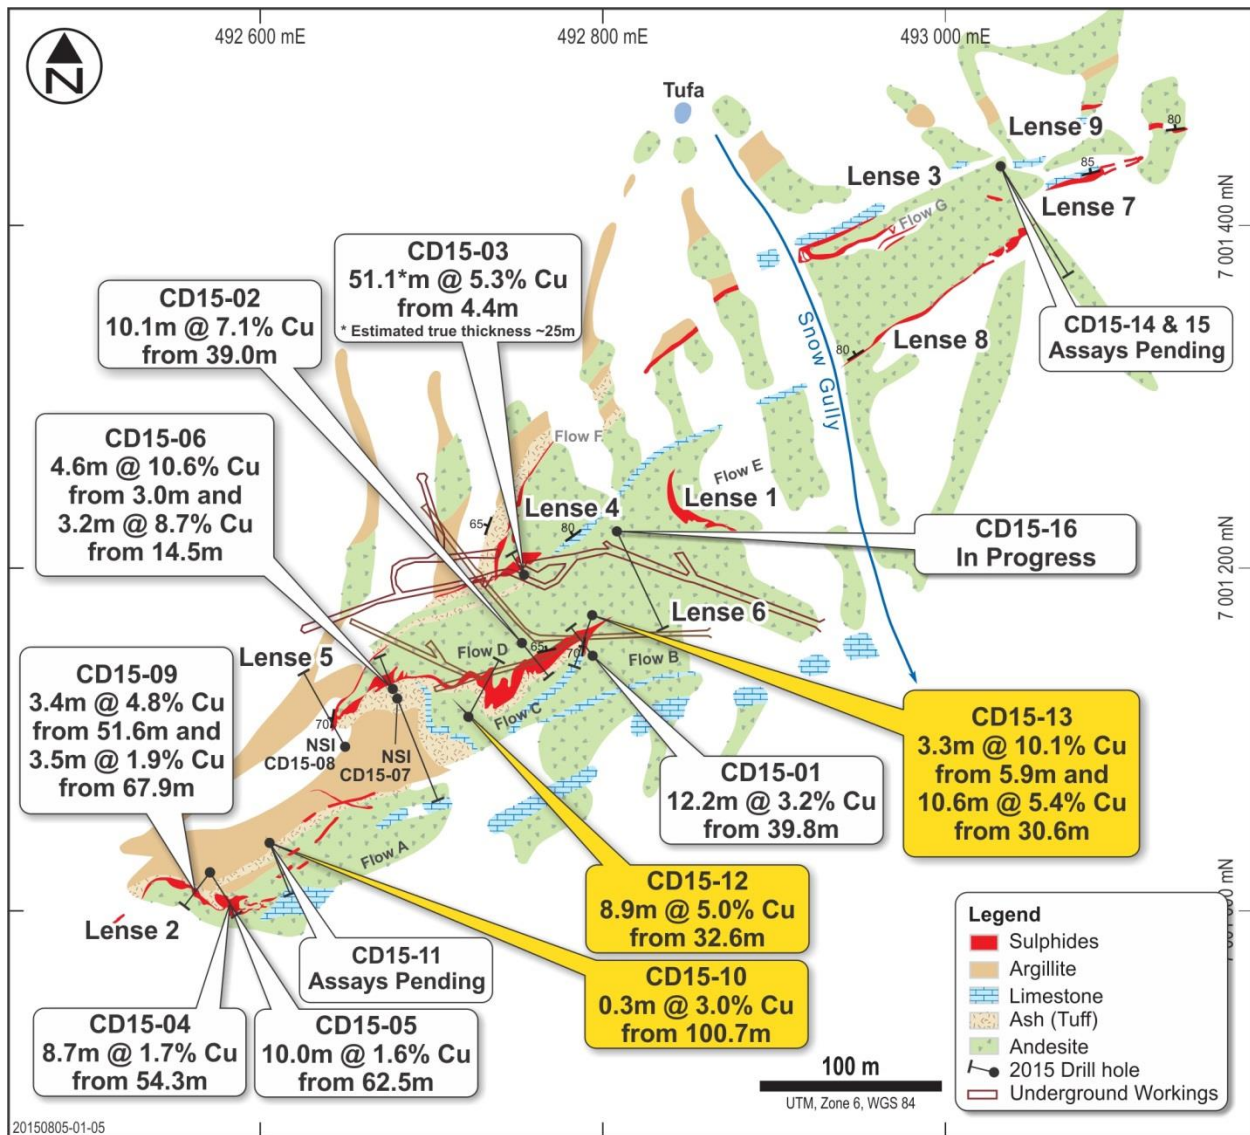 492 600 mE
492 800 mE
493 000 mE
N
Tufa
Lense 9
80
85
Lense 3
Flow G
Lense 7
7 001 400 mN
CD15-03
51.1*m @ 5.3% Cu
from 4.4m
* Estimated true thickness ~25m
CD15-02
10.1m @ 7.1% Cu
from 39.0m
Snow Gully
Lense 8
80
CD15-14 & 15
Assays Pending
CD15-06
4.6m @ 10.6% Cu
from 3.0m and
3.2m @ 8.7% Cu
from 14.5m
Flow F
Flow E
Lense 1
Lense 4
65
80
CD15-16
In Progress
7 001 200 mN
Lense 6
Lense 5
Flow D
65
70
Flow B
Flow C
CD15-09
3.4m @ 4.8% Cu
from 51.6m and
3.5m @ 1.9% Cu
from 67.9m
70
NSI
CD15-08
NSI
CD15-07
CD15-13
3.3m @ 10.1% Cu
from 5.9m and
10.6m @ 5.4% Cu
from 30.6m
CD15-01
12.2m @ 3.2% Cu
from 39.8m
Flow A
CD15-12
8.9m @ 5.0% Cu
from 32.6m
Lense 2
CD15-11
Assays Pending
CD15-10
0.3m @ 3.0% Cu
from 100.7m
CD15-04
8.7m @ 1.7% Cu
from 54.3m
CD15-05
10.0m @ 1.6% Cu
from 62.5m
Legend
Sulphides
Argillite
Limestone
Ash (Tuff)
Andesite
2015 Drill hole
Underground Workings
100 m
UTM, Zone 6, WGS 84
20150805-01-05